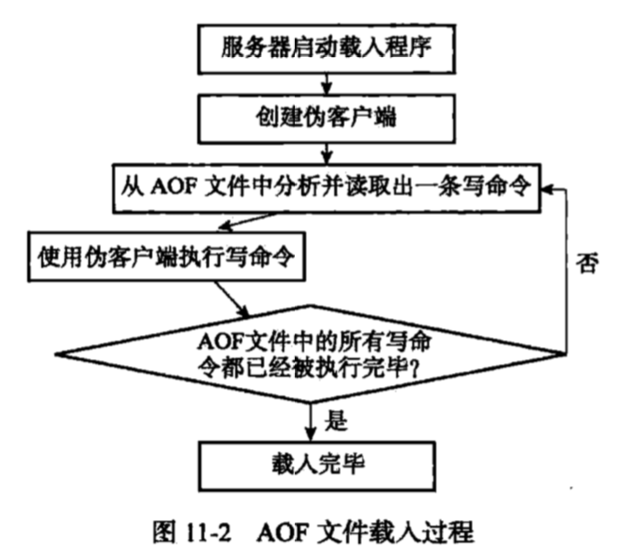 服务器启动载入程序
创建伪客户端
从 AOF 文件中分析并读取出一条写命令
使用伪客户端执行写命令
否
AOF文件中的所有写命
令都已经被执行完毕?
是
载入完毕
图 11-2 AOF 文件载入过程